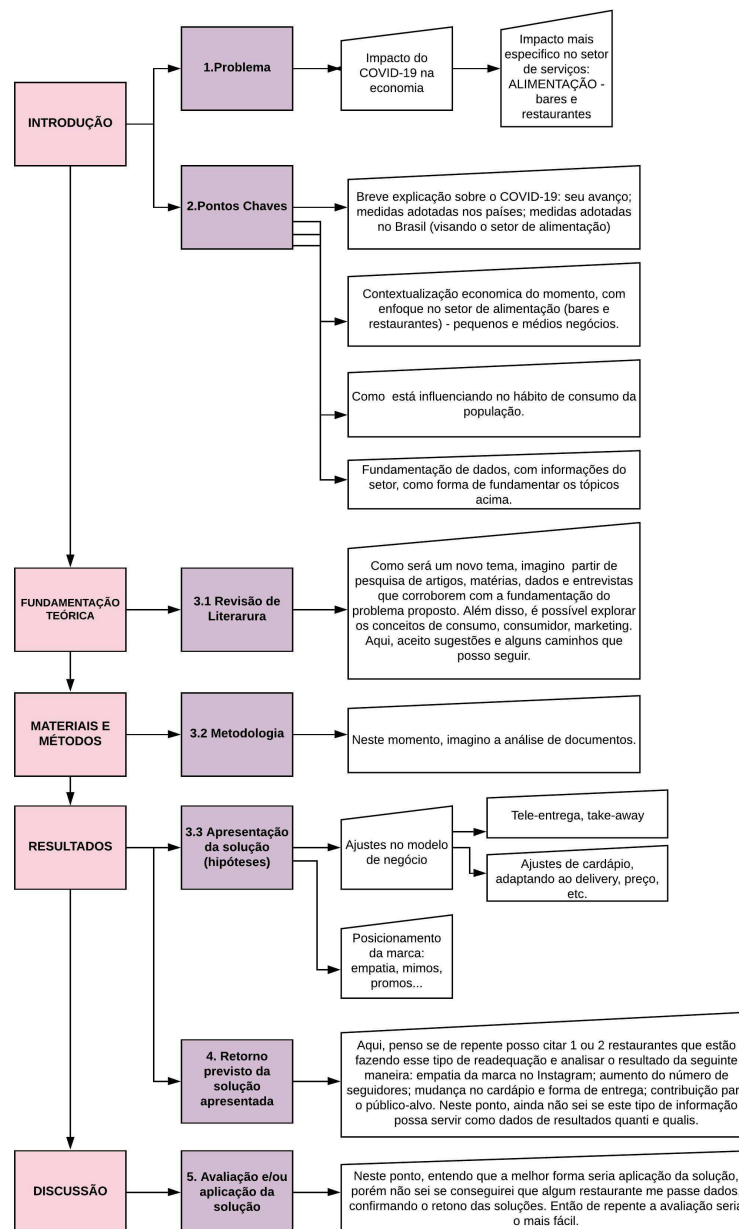 INTRODUÇÃO
1.Problema
Impacto do
COVID-19 na
economia
Impacto mais
especifico no setor
de serviços:
ALIMENTAÇÃO -
bares e
restaurantes
2.Pontos Chaves
Breve explicação sobre o COVID-19: seu avanço;
medidas adotadas nos países; medidas adotadas
no Brasil (visando o setor de alimentação)
Contextualização economica do momento, com
enfoque no setor de alimentação (bares e
restaurantes) - pequenos e médios negócios.
Como está influenciando no hábito de consumo da
população.
Fundamentação de dados, com informações do
setor, como forma de fundamentar os tópicos
acima.
FUNDAMENTAÇÃO
TEÓRICA
3.1 Revisão de
Literarura
Como será um novo tema, imagino partir de
pesquisa de artigos, matérias, dados e entrevistas
que corroborem com a fundamentação do
problema proposto. Além disso, é possível explorar
os conceitos de consumo, consumidor, marketing.
Aqui, aceito sugestões e alguns caminhos que
posso seguir.
MATERIAIS E
MÉTODOS
3.2 Metodologia
Neste momento, imagino a análise de documentos.
RESULTADOS
3.3 Apresentação
da solução
(hipóteses)
Ajustes no modelo
de negócio
Tele-entrega, take-away
Ajustes de cardápio,
adaptando ao delivery, preço,
etc.
Posicionamento
da marca:
empatia, mimos,
promos...
4. Retorno
previsto da
solução
apresentada
Aqui, penso se de repente posso citar 1 ou 2 restaurantes que estão
fazendo esse tipo de readequação e analisar o resultado da seguinte
maneira: empatia da marca no Instagram; aumento do número de
seguidores; mudança no cardápio e forma de entrega; contribuição par
o público-alvo. Neste ponto, ainda não sei se este tipo de informação
possa servir como dados de resultados quanti e qualis.
DISCUSSÃO
5. Avaliação e/ou
aplicação da
solução
Neste ponto, entendo que a melhor forma seria aplicação da solução,
porém não sei se conseguirei que algum restaurante me passe dados,
confirmando o retono das soluções. Então de repente a avaliação seria
o mais fácil.